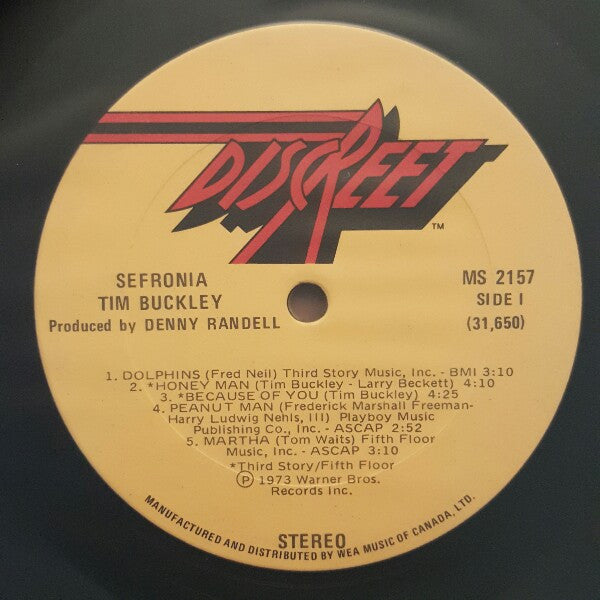 DISCREET
TM
SEFRONIA
TIM BUCKLEY
Produced by DENNY RANDELL
MS 2157
SIDE I
(31,650)
1. DOLPHINS (Fred Neil) Third Story Music, Inc. - BMI 3:10
2. *HONEY MAN (Tim Buckley - Larry Beckett) 4:10
3. *BECAUSE OF YOU (Tim Buckley) 4:25
4. PEANUT MAN (Frederick Marshall Freeman-
Harry Ludwig Nehls, III) Playboy Music
Publishing Co., Inc. - ASCAP 2:52
5. MARTHA (Tom Waits) Fifth Floor
Music, Inc. - ASCAP 3:10
*Third Story/Fifth Floor
Ⓟ 1973 Warner Bros.
Records Inc.
STEREO
MANUFACTURED AND DISTRIBUTED BY WEA MUSIC OF CANADA, LTD.